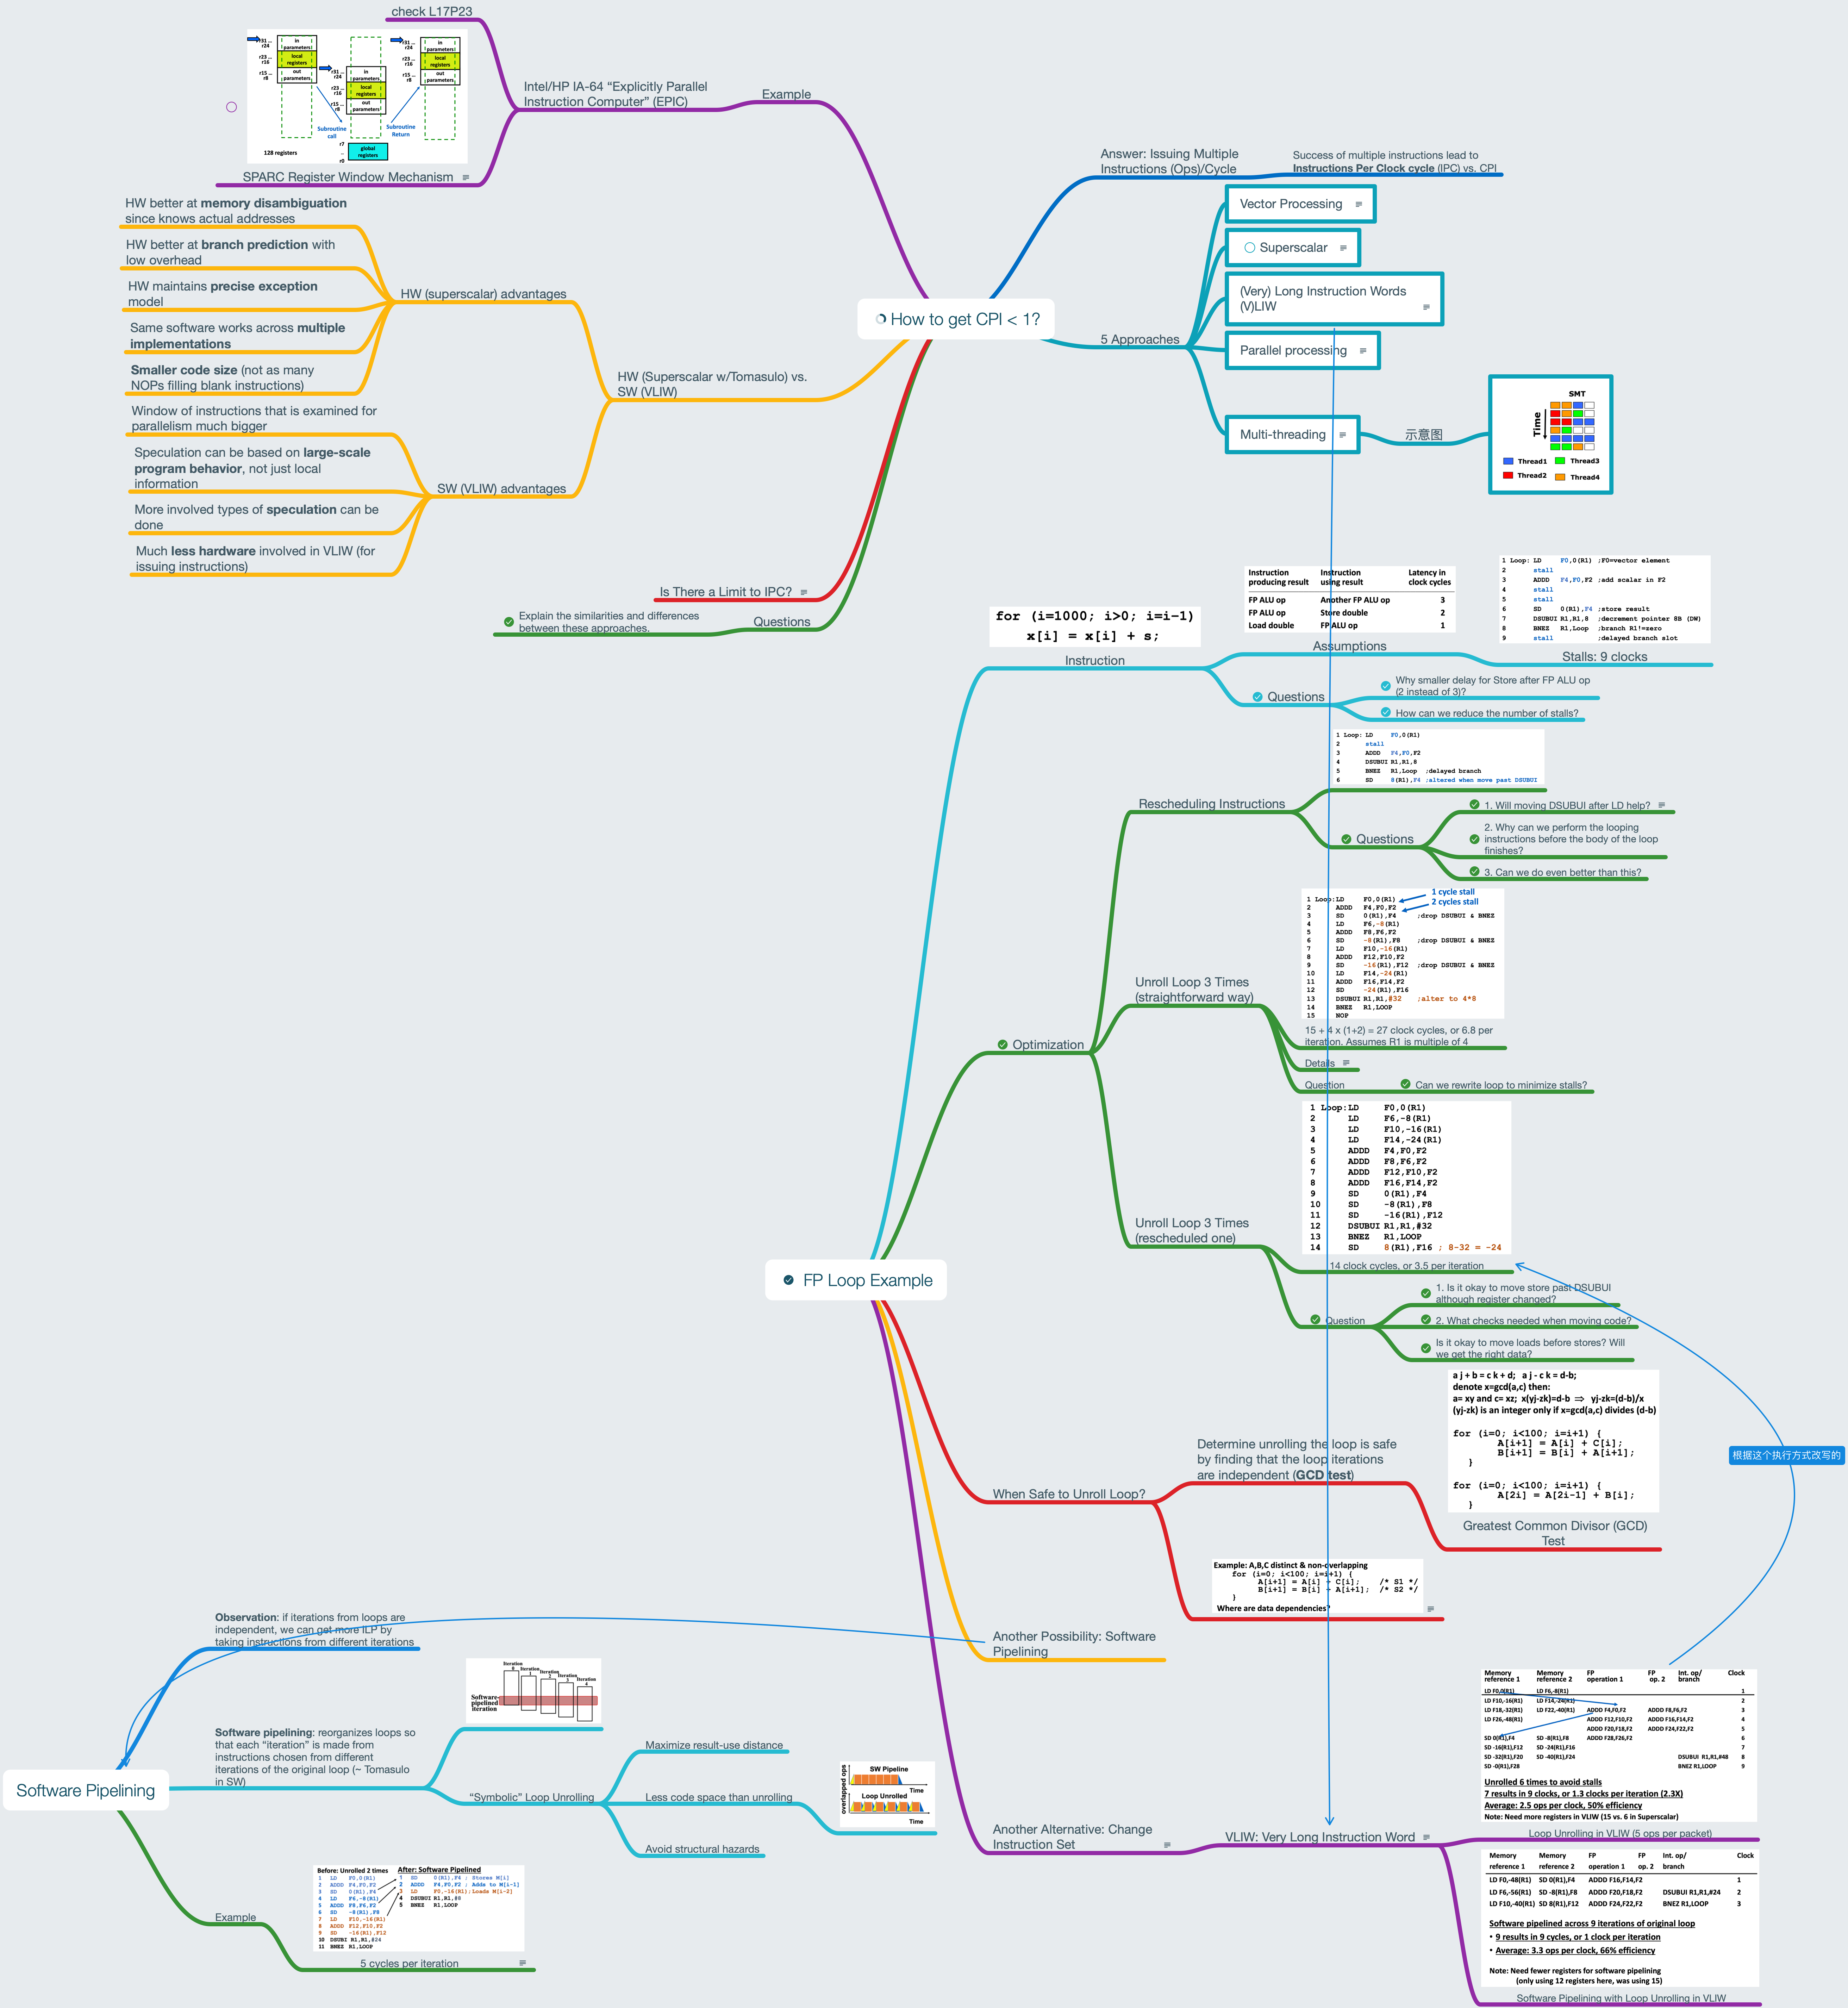 check L17P23
r31 ...
r24
r23 ...
r16
r15 ...
r8
in
parameters
local
registers
out
parameters
r31 ...
r24
r23 ...
r16
r15 ...
r8
in
parameters
local
registers
out
parameters
r31 ...
r24
r23 ...
r16
r15 ...
r8
in
parameters
local
registers
out
parameters
Subroutine
call
Subroutine
Return
128 registers
r7
...
r0
global
registers
SPARC Register Window Mechanism
Intel/HP IA-64 “Explicitly Parallel
Instruction Computer” (EPIC)
Example
HW better at memory disambiguation
since knows actual addresses
HW better at branch prediction with
low overhead
HW maintains precise exception
model
Same software works across multiple
implementations
Smaller code size (not as many
NOPs filling blank instructions)
HW (superscalar) advantages
Window of instructions that is examined for
parallelism much bigger
Speculation can be based on large-scale
program behavior, not just local
information
More involved types of speculation can be
done
Much less hardware involved in VLIW (for
issuing instructions)
SW (VLIW) advantages
HW (Superscalar w/Tomasulo) vs.
SW (VLIW)
Is There a Limit to IPC?
Explain the similarities and differences
between these approaches.
Questions
How to get CPI < 1?
Answer: Issuing Multiple
Instructions (Ops)/Cycle
Success of multiple instructions lead to
Instructions Per Clock cycle (IPC) vs. CPI
5 Approaches
Vector Processing
Superscalar
(Very) Long Instruction Words
(V)LIW
Parallel processing
Multi-threading
示意图
SMT
Time
Thread1
Thread3
Thread2
Thread4
FP Loop Example
for (i=1000; i>0; i=i-1)
x[i] = x[i] + s;
Instruction
Instruction producing result Instruction using result Latency in clock cycles
FP ALU op Another FP ALU op 3
FP ALU op Store double 2
Load double FP ALU op 1
Assumptions
1 Loop: LD F0,0(R1) ;F0=vector element
2 stall
3 ADDD F4,F0,F2 ;add scalar in F2
4 stall
5 stall
6 SD 0(R1),F4 ;store result
7 DSUBUI R1,R1,8 ;decrement pointer 8B (DW)
8 BNEZ R1,Loop ;branch R1!=zero
9 stall ;delayed branch slot
Stalls: 9 clocks
Questions
Why smaller delay for Store after FP ALU op
(2 instead of 3)?
How can we reduce the number of stalls?
Optimization
Rescheduling Instructions
1 Loop: LD F0,0(R1)
2 stall
3 ADDD F4,F0,F2
4 DSUBUI R1,R1,8
5 BNEZ R1,Loop ;delayed branch
6 SD 8(R1),F4 ;altered when move past DSUBUI
Questions
1. Will moving DSUBUI after LD help?
2. Why can we perform the looping
instructions before the body of the loop
finishes?
3. Can we do even better than this?
Unroll Loop 3 Times
(straightforward way)
1 cycle stall
2 cycles stall
1 Loop:LD F0,0(R1)
2 ADDD F4,F0,F2
3 SD 0(R1),F4 ;drop DSUBUI & BNEZ
4 LD F6,-8(R1)
5 ADDD F8,F6,F2
6 SD -8(R1),F8 ;drop DSUBUI & BNEZ
7 LD F10,-16(R1)
8 ADDD F12,F10,F2
9 SD -16(R1),F12 ;drop DSUBUI & BNEZ
10 LD F14,-24(R1)
11 ADDD F16,F14,F2
12 SD -24(R1),F16
13 DSUBUI R1,R1,#32 ;alter to 4*8
14 BNEZ R1,LOOP
15 NOP
15 + 4 x (1+2) = 27 clock cycles, or 6.8 per
iteration. Assumes R1 is multiple of 4
Details
Question
Can we rewrite loop to minimize stalls?
Unroll Loop 3 Times
(rescheduled one)
1 Loop:LD F0,0(R1)
2 LD F6,-8(R1)
3 LD F10,-16(R1)
4 LD F14,-24(R1)
5 ADDD F4,F0,F2
6 ADDD F8,F6,F2
7 ADDD F12,F10,F2
8 ADDD F16,F14,F2
9 SD 0(R1),F4
10 SD -8(R1),F8
11 SD -16(R1),F12
12 DSUBUI R1,R1,#32
13 BNEZ R1,LOOP
14 SD 8(R1),F16 ; 8-32 = -24
14 clock cycles, or 3.5 per iteration
Question
1. Is it okay to move store past DSUBUI
although register changed?
2. What checks needed when moving code?
Is it okay to move loads before stores? Will
we get the right data?
When Safe to Unroll Loop?
Determine unrolling the loop is safe
by finding that the loop iterations
are independent (GCD test)
a j + b = c k + d; a j - c k = d-b;
denote x=gcd(a,c) then:
a= xy and c= xz; x(yj-zk)=d-b ⇒ yj-zk=(d-b)/x
(yj-zk) is an integer only if x=gcd(a,c) divides (d-b)
for (i=0; i<100; i=i+1) {
A[i+1] = A[i] + C[i];
B[i+1] = B[i] + A[i+1];
}
for (i=0; i<100; i=i+1) {
A[2i] = A[2i-1] + B[i];
}
Greatest Common Divisor (GCD)
Test
Example: A,B,C distinct & non-overlapping
for (i=0; i<100; i=i+1) {
A[i+1] = A[i] + C[i]; /* S1 */
B[i+1] = B[i] + A[i+1]; /* S2 */
}
Where are data dependencies?
根据这个执行方式改写的
Another Possibility: Software
Pipelining
Another Alternative: Change
Instruction Set
VLIW: Very Long Instruction Word
Memory reference 1 Memory reference 2 FP operation 1 FP op. 2 Int. op/ branch Clock
LD F0,0(R1) LD F6,-8(R1) 1
LD F10,-16(R1) LD F14,-24(R1) 2
LD F18,-32(R1) LD F22,-40(R1) ADDD F4,F0,F2 ADDD F8,F6,F2 3
LD F26,-48(R1) ADDD F12,F10,F2 ADDD F16,F14,F2 4
ADDD F20,F18,F2 ADDD F24,F22,F2 5
SD 0(R1),F4 SD -8(R1),F8 ADDD F28,F26,F2 6
SD -16(R1),F12 SD -24(R1),F16 7
SD -32(R1),F20 SD -40(R1),F24 DSUBUI R1,R1,#48 8
SD -0(R1),F28 BNEZ R1,LOOP 9
Unrolled 6 times to avoid stalls
7 results in 9 clocks, or 1.3 clocks per iteration (2.3X)
Average: 2.5 ops per clock, 50% efficiency
Note: Need more registers in VLIW (15 vs. 6 in Superscalar)
Loop Unrolling in VLIW (5 ops per packet)
Memory reference 1 Memory reference 2 FP operation 1 FP op. 2 Int. op/ branch Clock
LD F0,-48(R1) SD 0(R1),F4 ADDD F16,F14,F2 1
LD F6,-56(R1) SD -8(R1),F8 ADDD F20,F18,F2 DSUBUI R1,R1,#24 2
LD F10,-40(R1) SD 8(R1),F12 ADDD F24,F22,F2 BNEZ R1,LOOP 3
Software pipelined across 9 iterations of original loop
• 9 results in 9 cycles, or 1 clock per iteration
• Average: 3.3 ops per clock, 66% efficiency
Note: Need fewer registers for software pipelining
(only using 12 registers here, was using 15)
Software Pipelining with Loop Unrolling in VLIW
Software Pipelining
Observation: if iterations from loops are
independent, we can get more ILP by
taking instructions from different iterations
Software pipelining: reorganizes loops so
that each “iteration” is made from
instructions chosen from different
iterations of the original loop (~ Tomasulo
in SW)
Iteration
0
Iteration
1
Iteration
2
Iteration
3
Iteration
4
Software-
pipelined
iteration
“Symbolic” Loop Unrolling
Maximize result-use distance
Less code space than unrolling
Avoid structural hazards
overlapped ops
SW Pipeline
Time
Loop Unrolled
Time
Example
Before: Unrolled 2 times
1 LD F0,0(R1)
2 ADDD F4,F0,F2
3 SD 0(R1),F4
4 LD F6,-8(R1)
5 ADDD F8,F6,F2
6 SD -8(R1),F8
7 LD F10,-16(R1)
8 ADDD F12,F10,F2
9 SD -16(R1),F12
10 DSUBI R1,R1,#24
11 BNEZ R1,LOOP
After: Software Pipelined
1 SD 0(R1),F4 ; Stores M[i]
2 ADDD F4,F0,F2 ; Adds to M[i-1]
3 LD F0,-16(R1);Loads M[i-2]
4 DSUBUI R1,R1,#8
5 BNEZ R1,LOOP
5 cycles per iteration